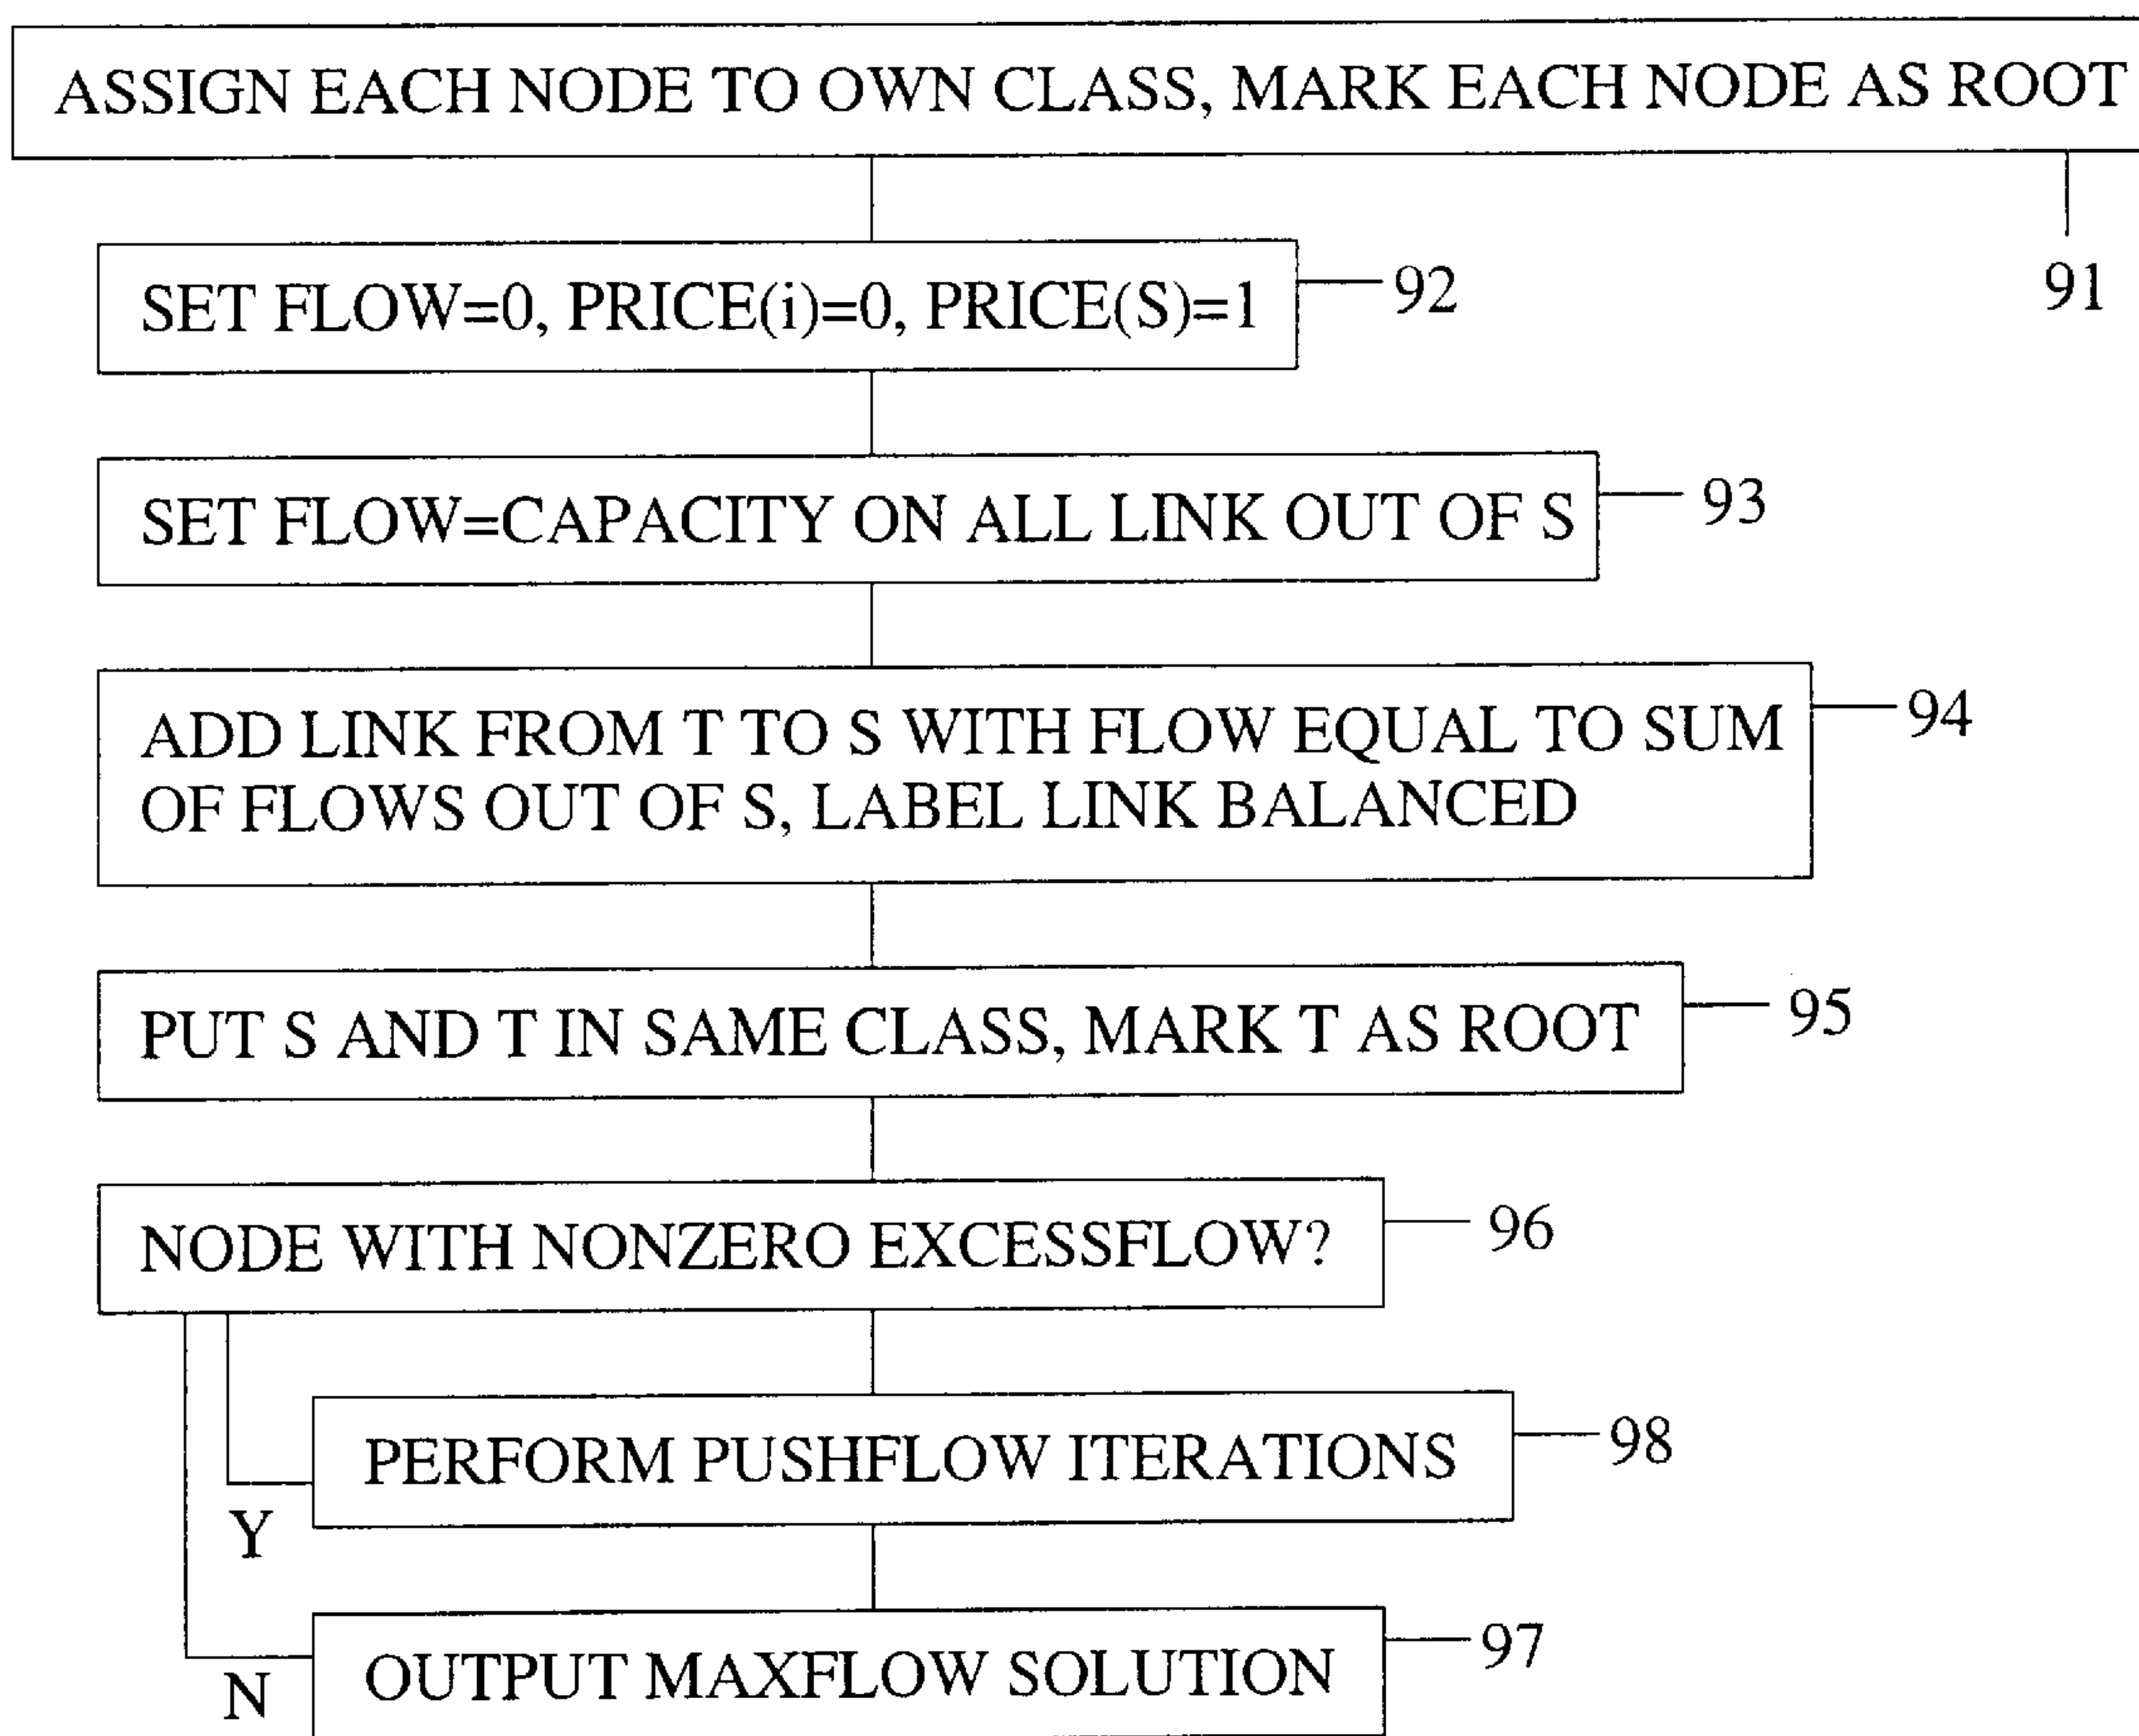 ASSIGN EACH NODE TO OWN CLASS, MARK EACH NODE AS ROOT
91
SET FLOW=0, PRICE(i)=0, PRICE(S)=1
92
SET FLOW=CAPACITY ON ALL LINK OUT OF S
93
ADD LINK FROM T TO S WITH FLOW EQUAL TO SUM
OF FLOWS OUT OF S, LABEL LINK BALANCED
94
PUT S AND T IN SAME CLASS, MARK T AS ROOT
95
NODE WITH NONZERO EXCESSFLOW?
96
PERFORM PUSHFLOW ITERATIONS
98
Y
OUTPUT MAXFLOW SOLUTION
97
N